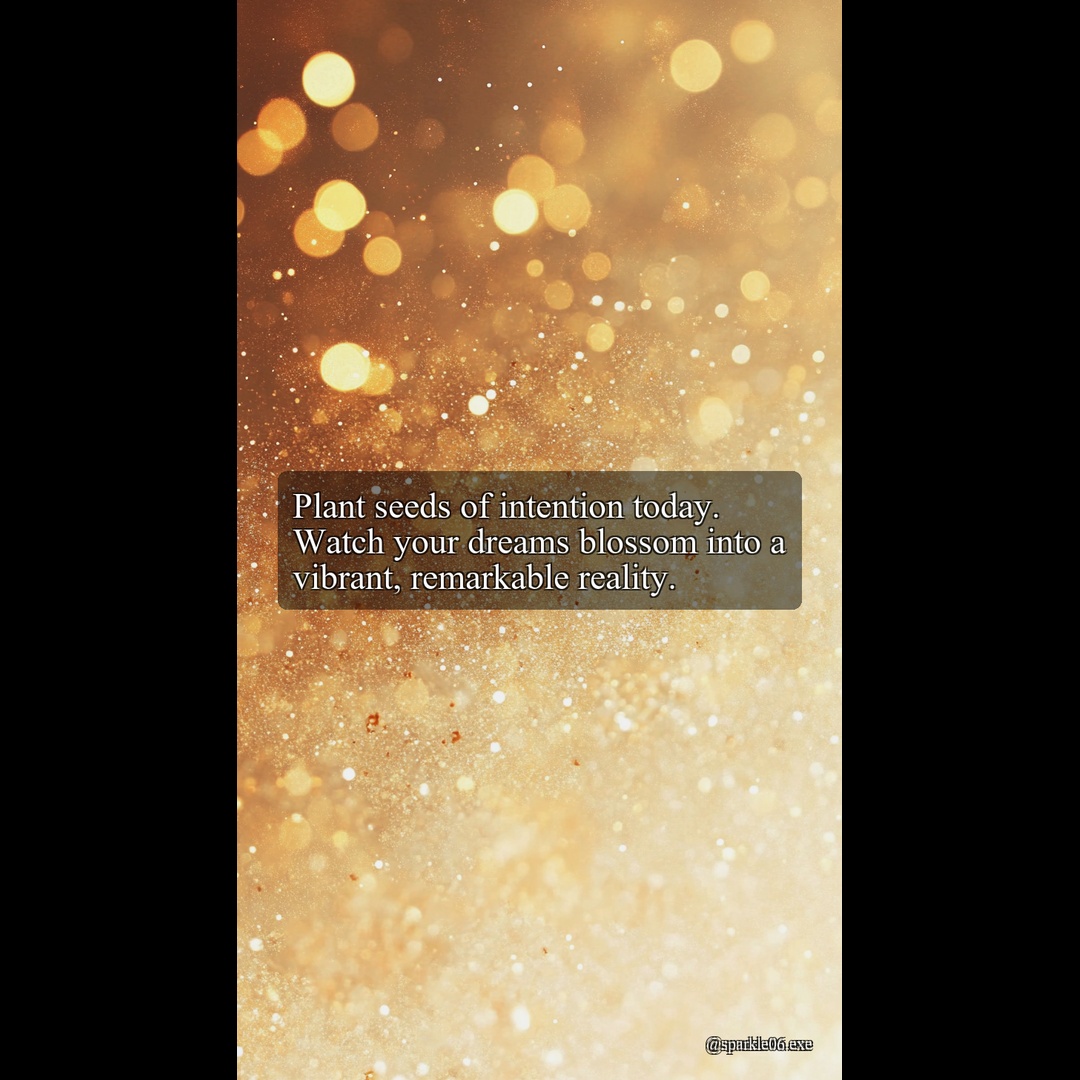 Plant seeds of intention today.
Watch your dreams blossom into a
vibrant, remarkable reality.
@sparkle06.exe